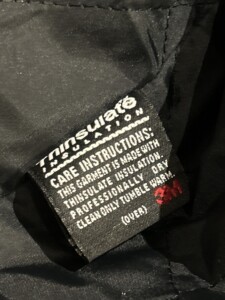 Thinsulate
INSULATION
CARE INSTRUCTIONS:
THIS GARMENT IS MADE WITH
THINSULATE INSULATION.
PROFESSIONALLY DRY
CLEAN ONLY TUMBLE WARM.
(OVER)
3M